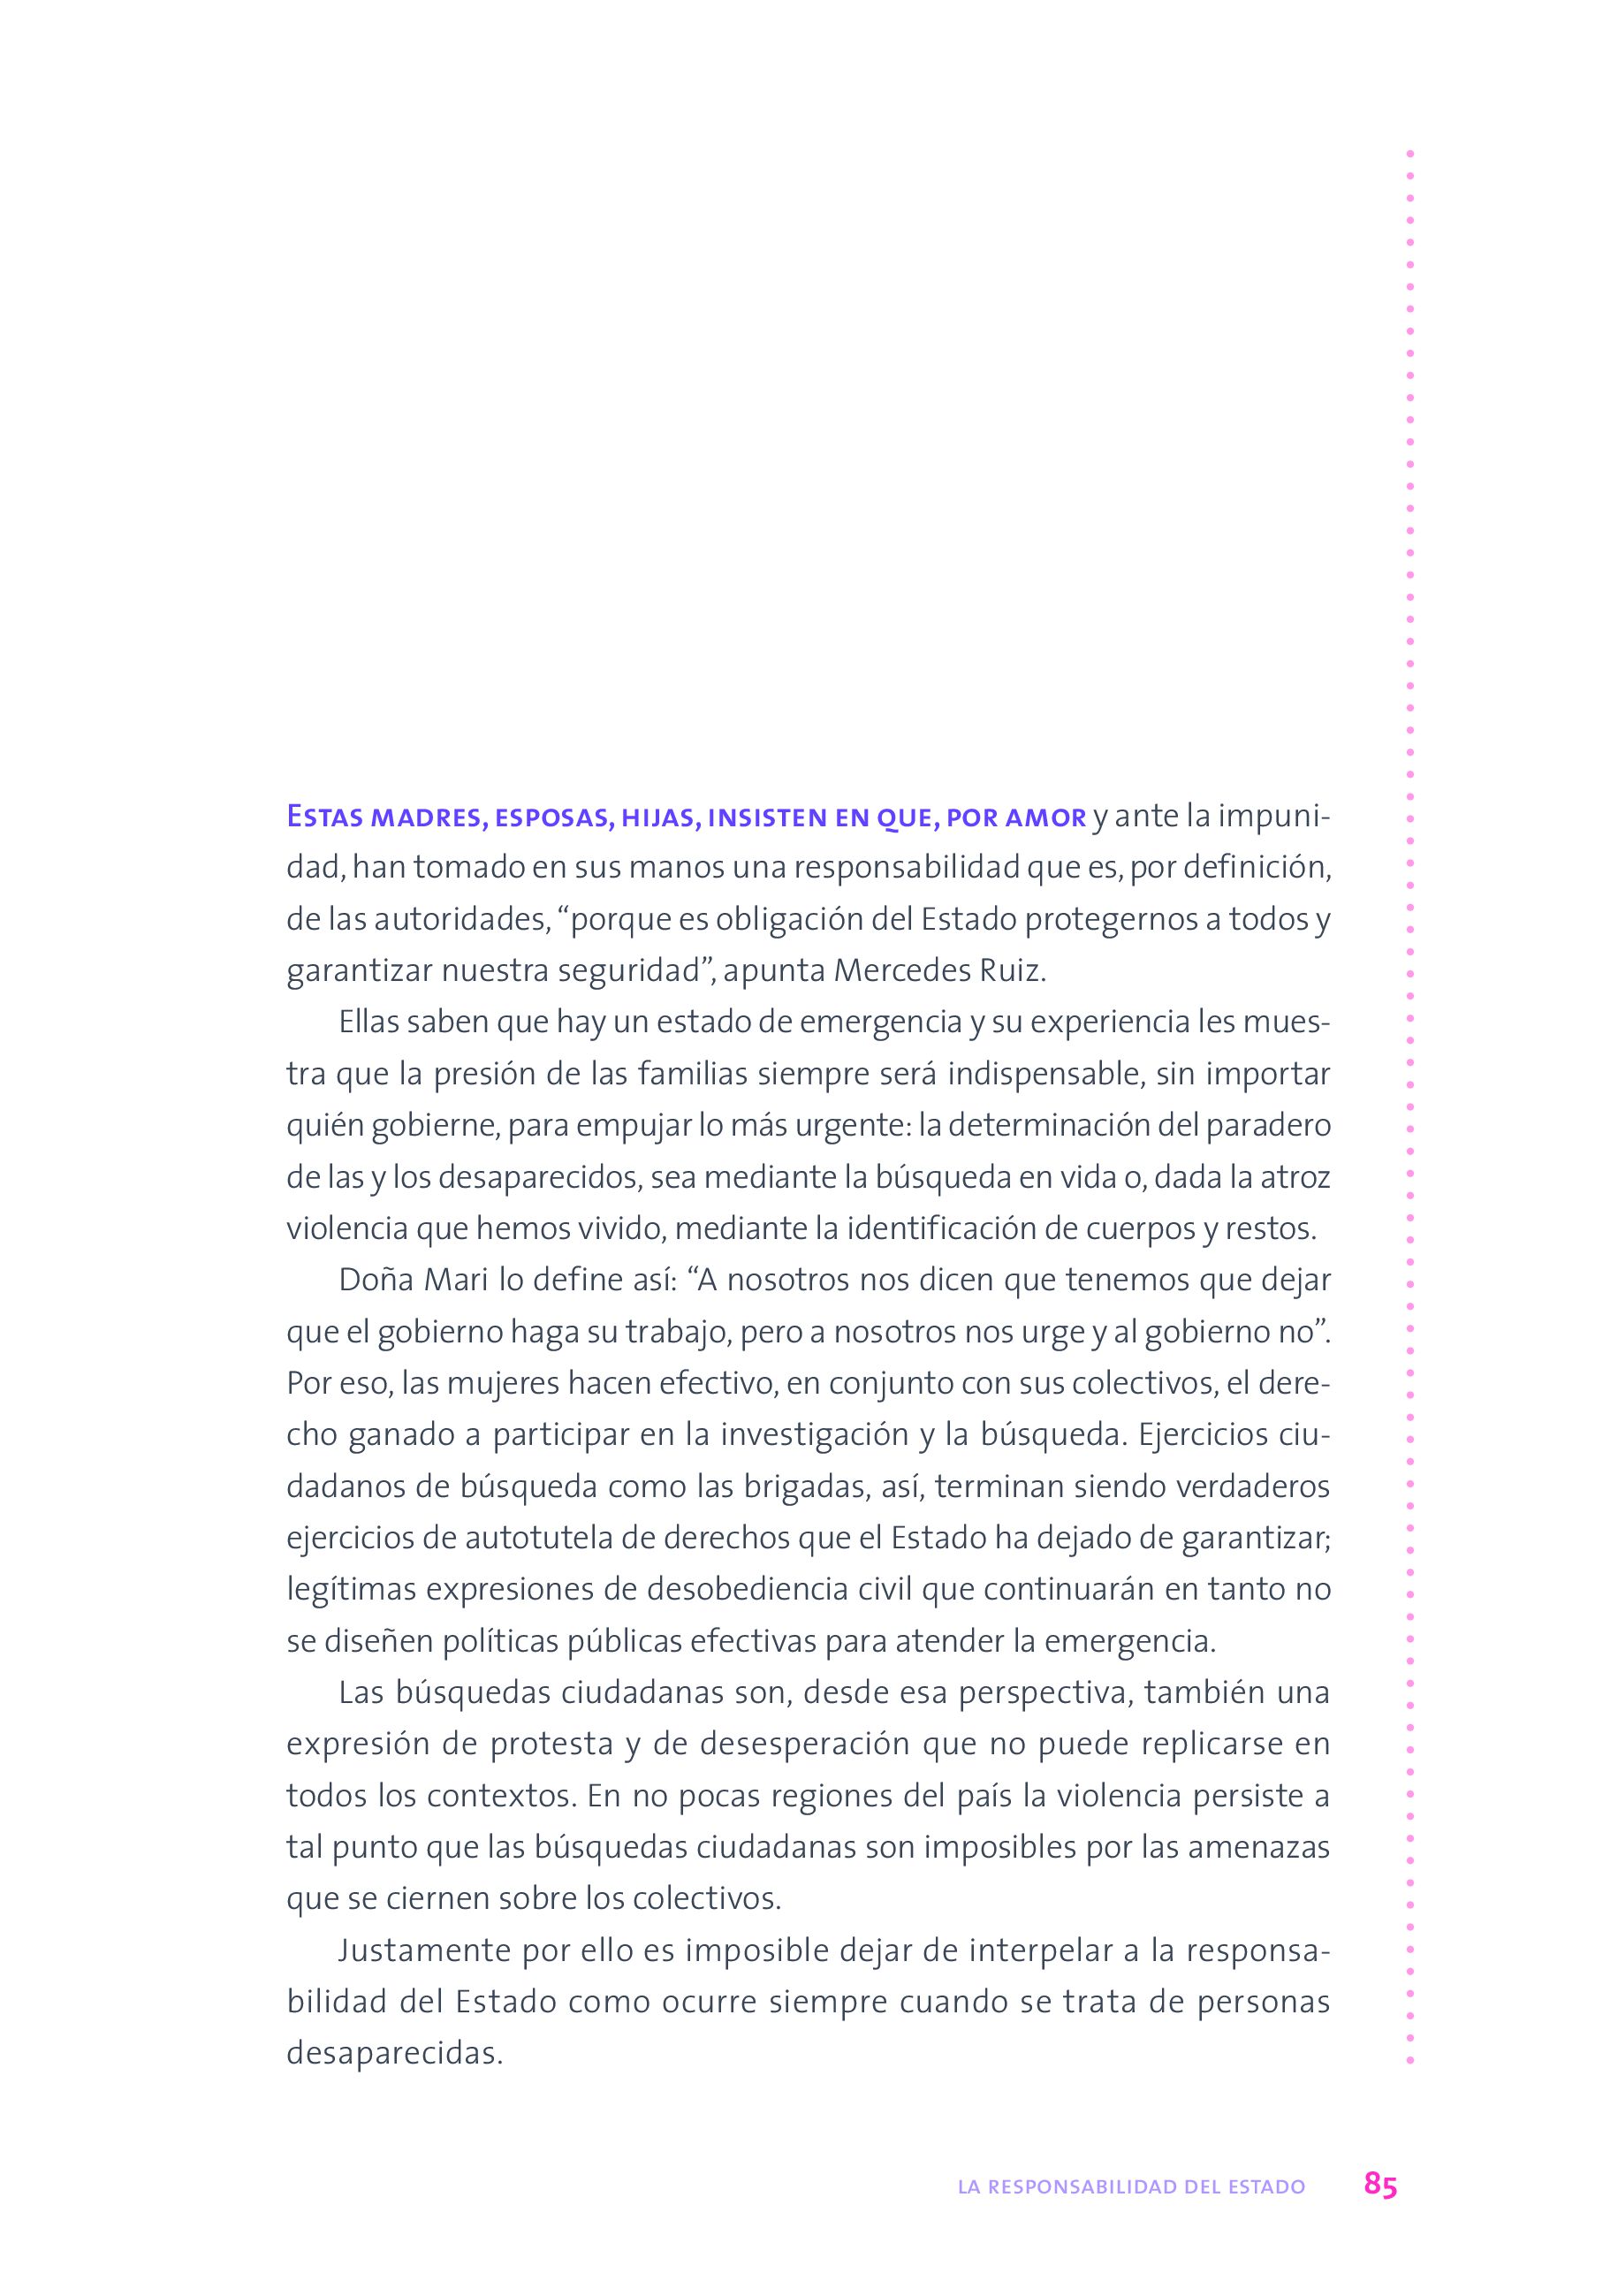 ESTAS MADRES, ESPOSAS, HIJAS, INSISTEN EN QUE, POR AMOR y ante la impuni-
dad, han tomado en sus manos una responsabilidad que es, por definición,
de las autoridades, “porque es obligación del Estado protegernos a todos y
garantizar nuestra seguridad”, apunta Mercedes Ruiz.
Ellas saben que hay un estado de emergencia y su experiencia les mues-
tra que la presión de las familias siempre será indispensable, sin importar
quién gobierne, para empujar lo más urgente: la determinación del paradero
de las y los desaparecidos, sea mediante la búsqueda en vida o, dada la atroz
violencia que hemos vivido, mediante la identificación de cuerpos y restos.
Doña Mari lo define así: “A nosotros nos dicen que tenemos que dejar
que el gobierno haga su trabajo, pero a nosotros nos urge y al gobierno no”.
Por eso, las mujeres hacen efectivo, en conjunto con sus colectivos, el dere-
cho ganado a participar en la investigación y la búsqueda. Ejercicios ciu-
dadanos de búsqueda como las brigadas, así, terminan siendo verdaderos
ejercicios de autotutela de derechos que el Estado ha dejado de garantizar;
legítimas expresiones de desobediencia civil que continuarán en tanto no
se diseñen políticas públicas efectivas para atender la emergencia.
Las búsquedas ciudadanas son, desde esa perspectiva, también una
expresión de protesta y de desesperación que no puede replicarse en
todos los contextos. En no pocas regiones del país la violencia persiste a
tal punto que las búsquedas ciudadanas son imposibles por las amenazas
que se ciernen sobre los colectivos.
Justamente por ello es imposible dejar de interpelar a la responsa-
bilidad del Estado como ocurre siempre cuando se trata de personas
desaparecidas.
LA RESPONSABILIDAD DEL ESTADO 85